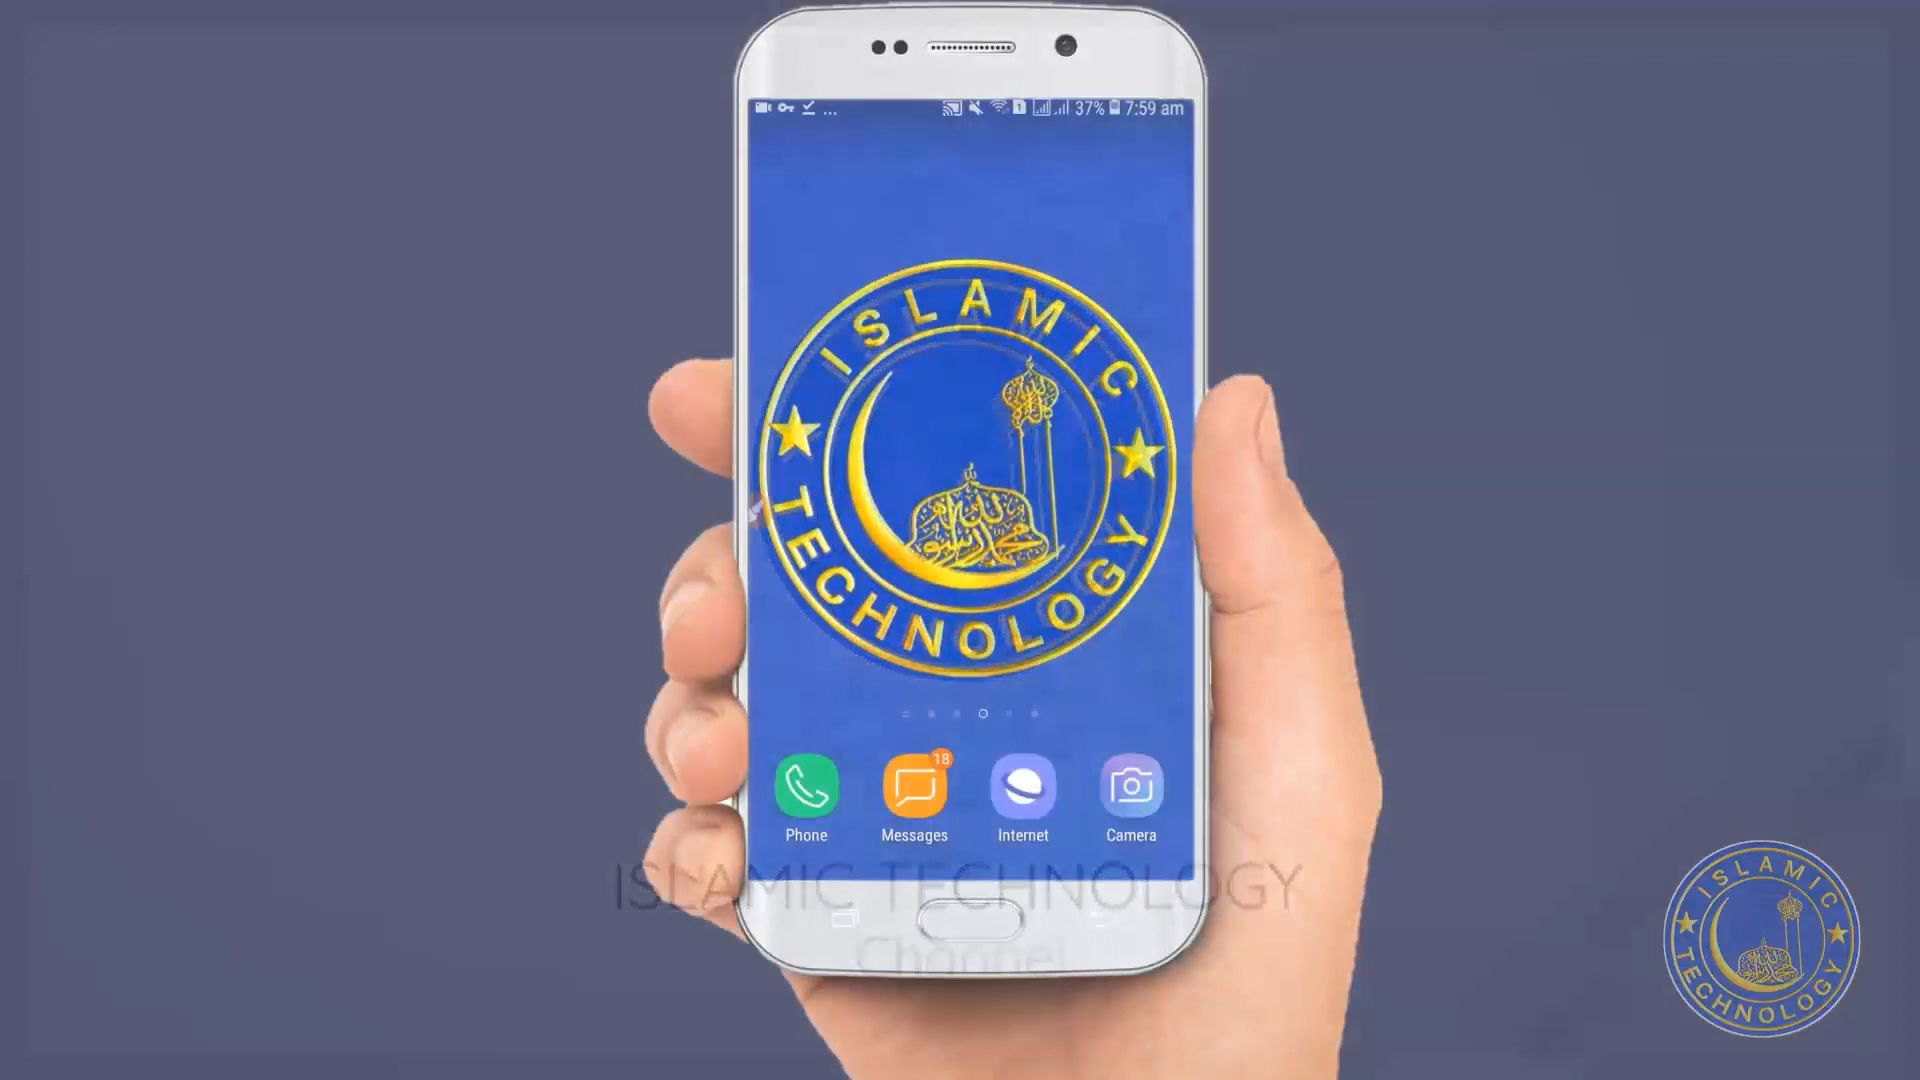 37% 7:59 am
ISLAMIC
TECHNOLOGY
18
Phone Messages Internet Camera
ISLAMIC TECHNOLOGY
Channel
ISLAMIC
TECHNOLOGY